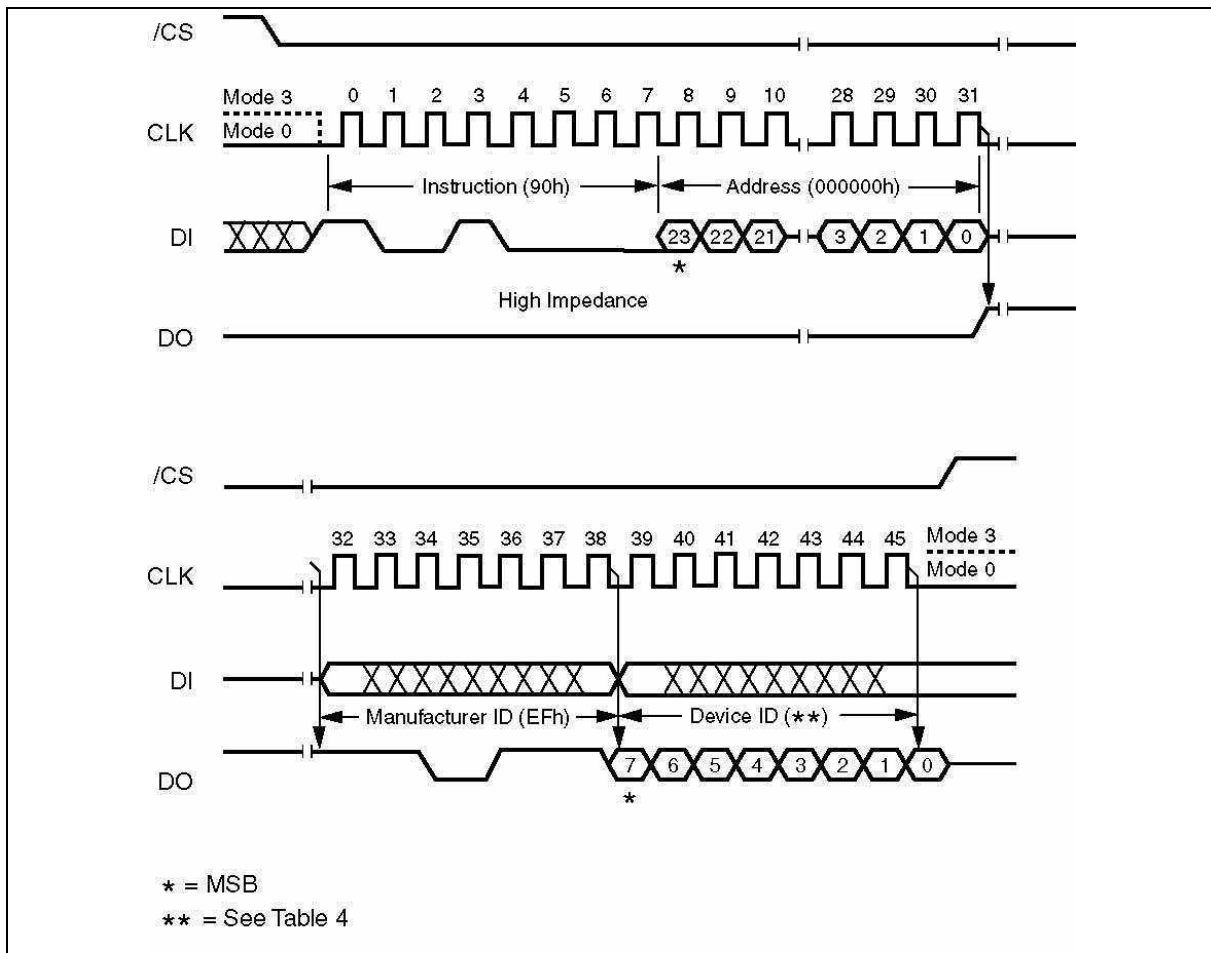 /CS
Mode 3
0 1 2 3 4 5 6 7 8 9 10 28 29 30 31
CLK
Mode 0
Instruction (90h)
Address (000000h)
DI
23 22 21 3 2 1 0
*
High Impedance
DO
/CS
32 33 34 35 36 37 38 39 40 41 42 43 44 45
Mode 3
CLK
Mode 0
DI
Manufacturer ID (EFh)
Device ID (**)
DO
7 6 5 4 3 2 1 0
*
* = MSB
** = See Table 4